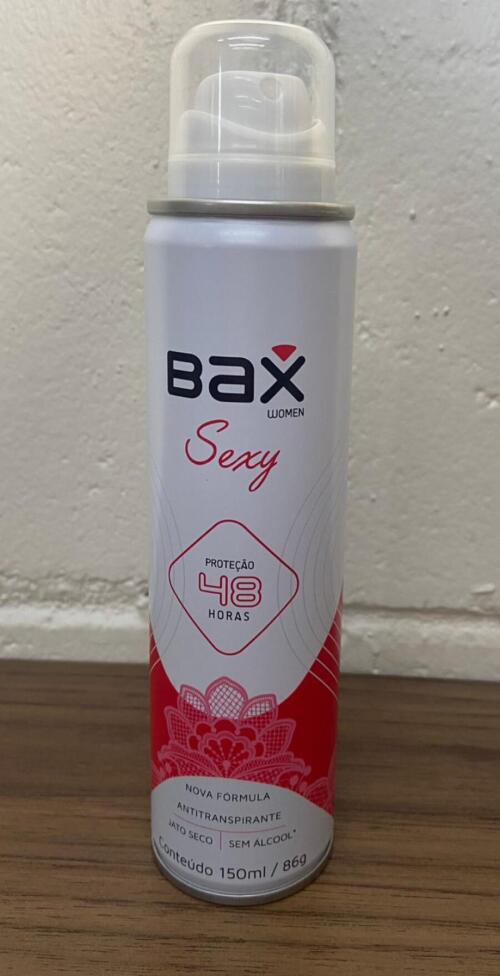 BaX
WOMEN
Sexy
PROTEÇÃO
48
HORAS
NOVA FÓRMULA
ANTITRANSPIRANTE
JATO SECO | SEM ÁLCOOL*
Conteúdo 150ml / 86g